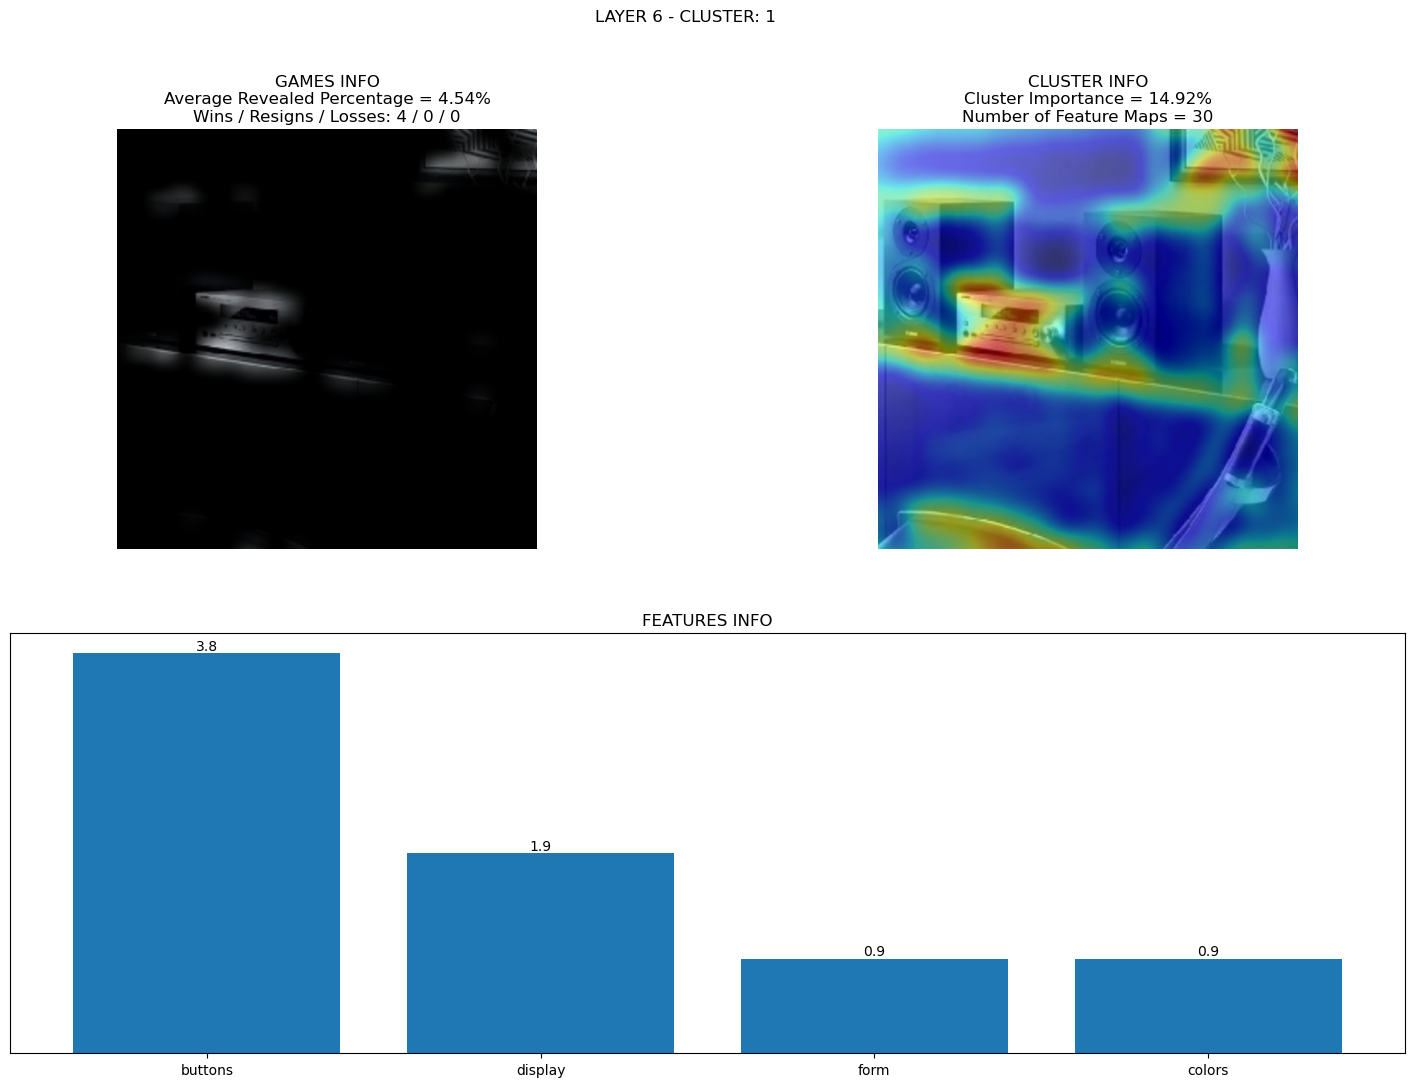 LAYER 6 - CLUSTER: 1
GAMES INFO
Average Revealed Percentage = 4.54%
Wins / Resigns / Losses: 4 / 0 / 0
CLUSTER INFO
Cluster Importance = 14.92%
Number of Feature Maps = 30
FEATURES INFO
3.8
1.9
0.9
0.9
buttons
display
form
colors